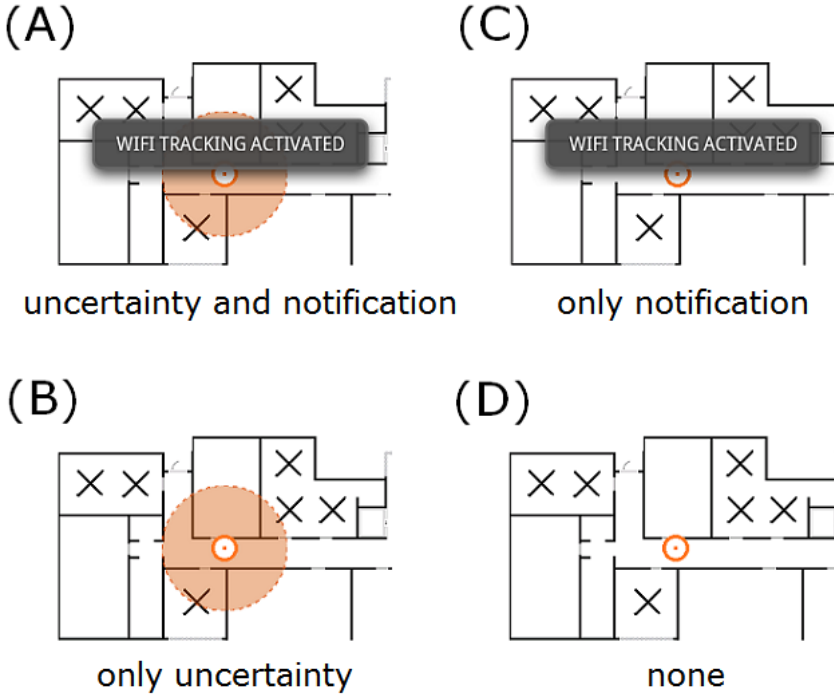 (A)
WIFI TRACKING ACTIVATED
uncertainty and notification
(C)
WIFI TRACKING ACTIVATED
only notification
(B)
only uncertainty
(D)
none